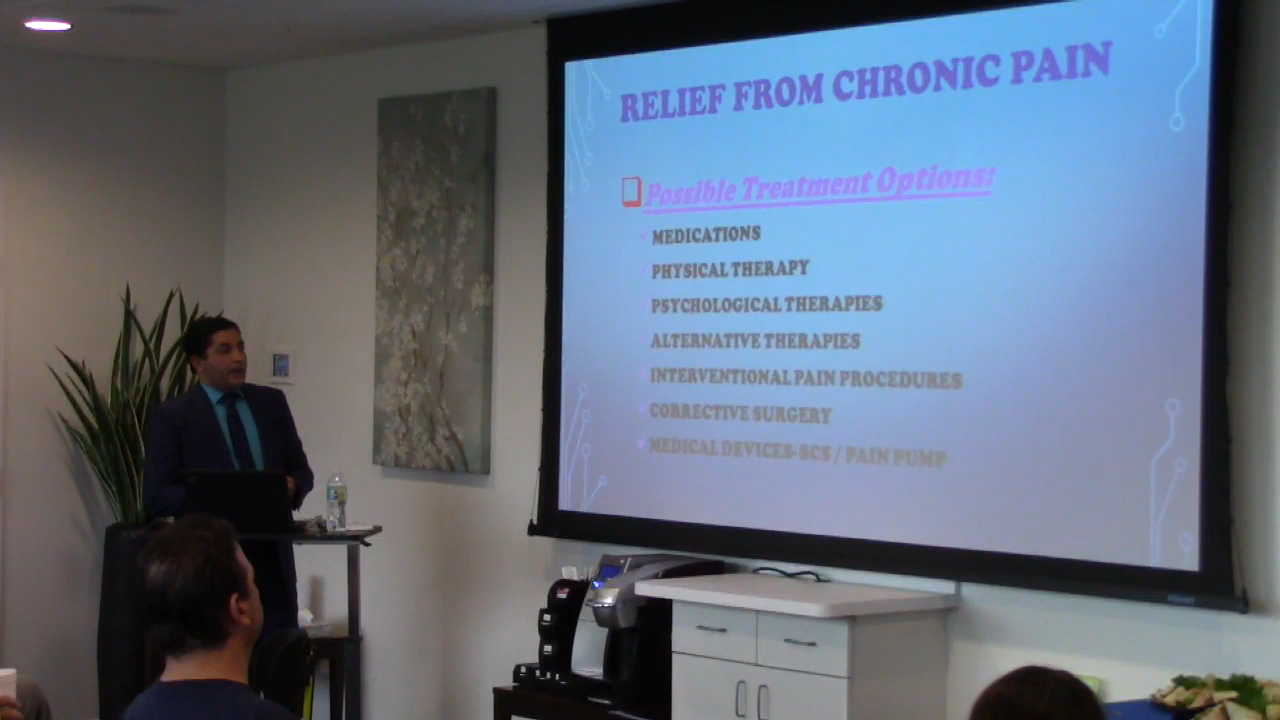 RELIEF FROM CHRONIC PAIN
Possible Treatment Options:
MEDICATIONS
PHYSICAL THERAPY
PSYCHOLOGICAL THERAPIES
ALTERNATIVE THERAPIES
INTERVENTIONAL PAIN PROCEDURES
CORRECTIVE SURGERY
MEDICAL DEVICES-SCS / PAIN PUMP